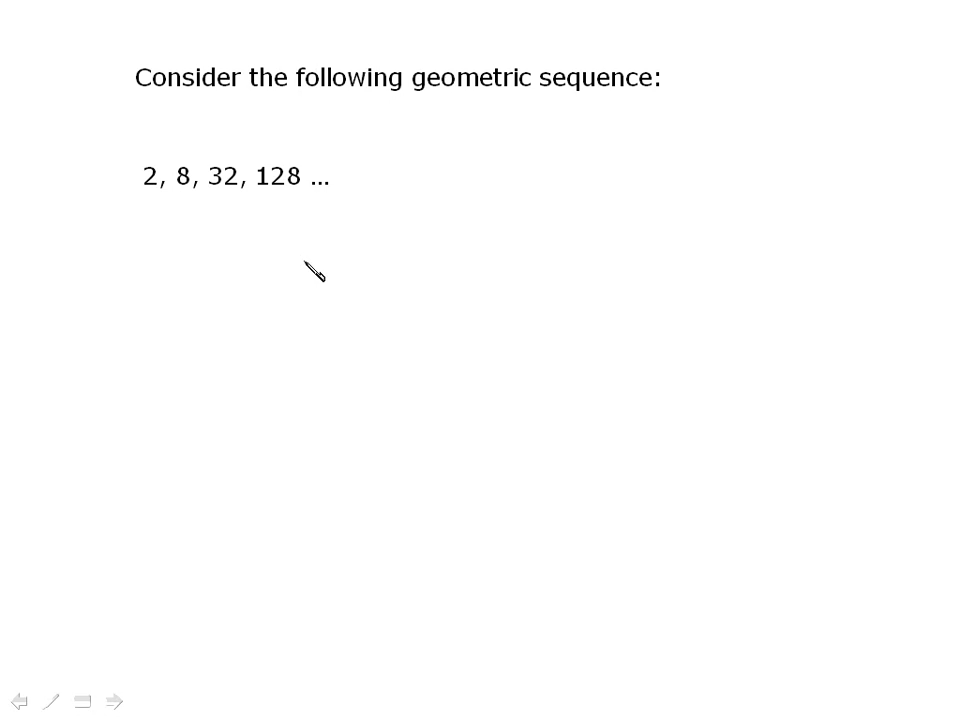 Consider the following geometric sequence:
2, 8, 32, 128 ...